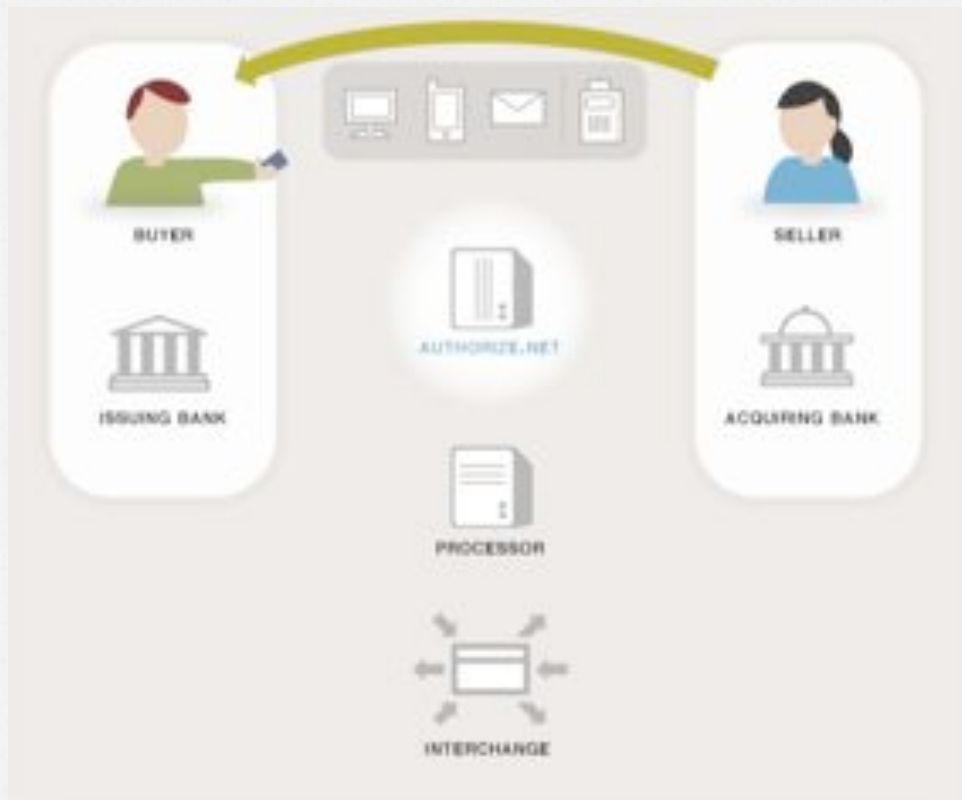 BUYER
SELLER
AUTHORIZE.NET
ISSUING BANK
ACQUIRING BANK
PROCESSOR
INTERCHANGE